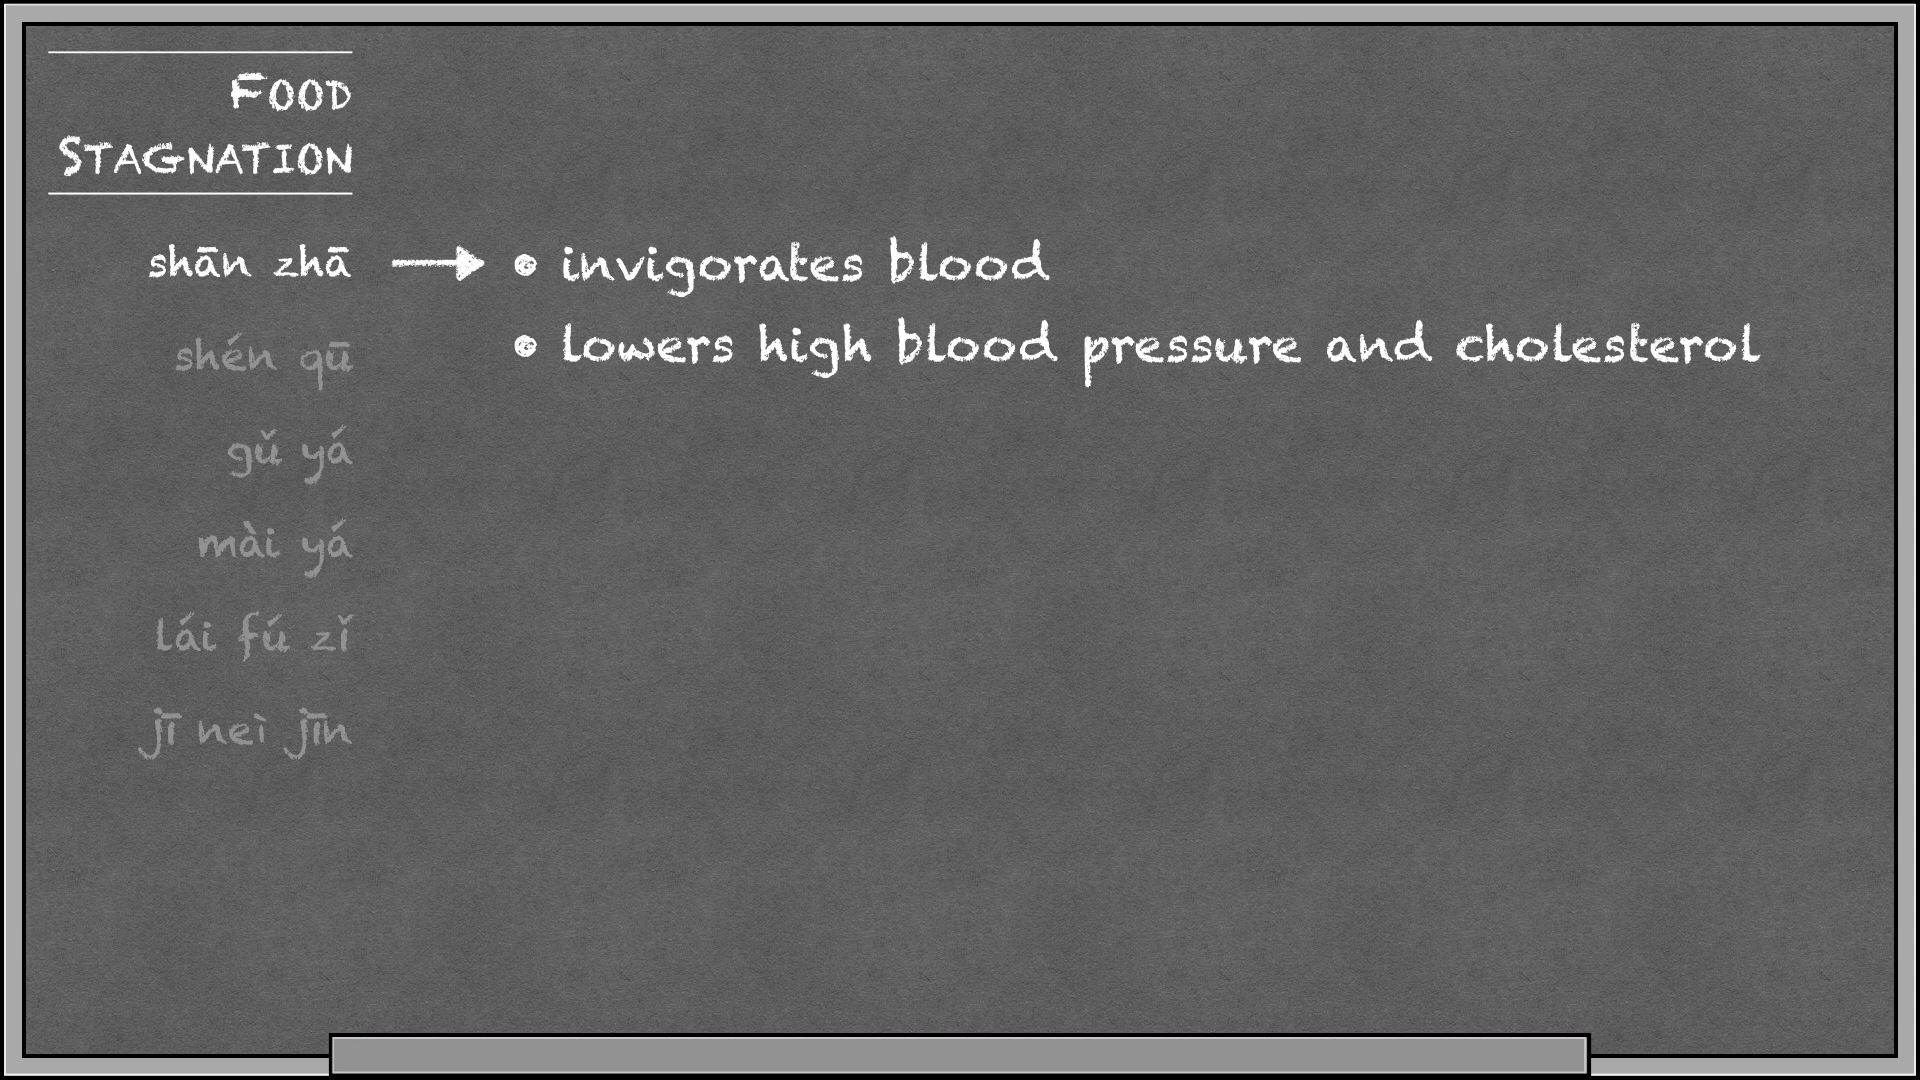 FOOD
STAGNATION
shān zhā → • invigorates blood
• lowers high blood pressure and cholesterol
shén qū
gǔ yá
mài yá
lái fú zǐ
jī neì jīn